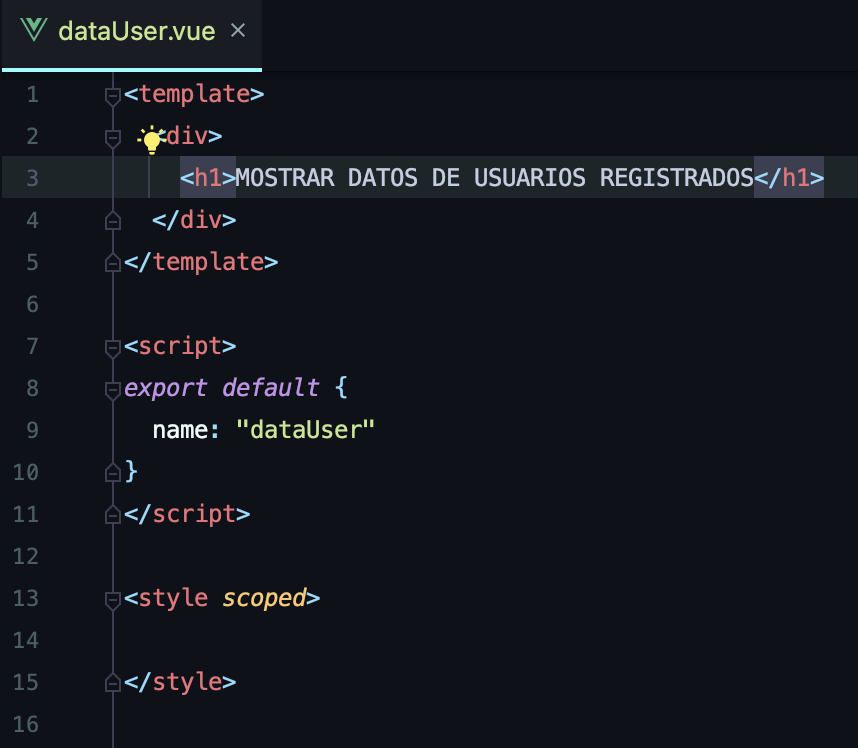 dataUser.vue ×
1 <template>
2 <div>
3 <h1>MOSTRAR DATOS DE USUARIOS REGISTRADOS</h1>
4 </div>
5 </template>
6
7 <script>
8 export default {
9 name: "dataUser"
10 }
11 </script>
12
13 <style scoped>
14
15 </style>
16